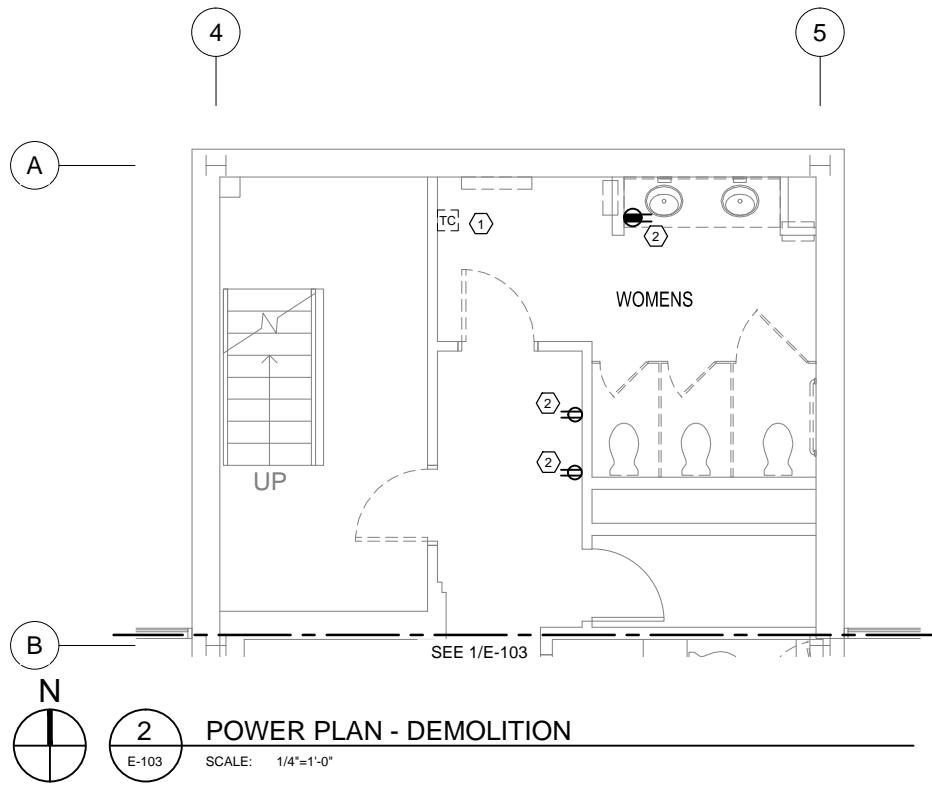 4
5
A
TC
1
2
WOMENS
2
2
UP
B
SEE 1/E-103
N
2
E-103
POWER PLAN - DEMOLITION
SCALE: 1/4"=1'-0"